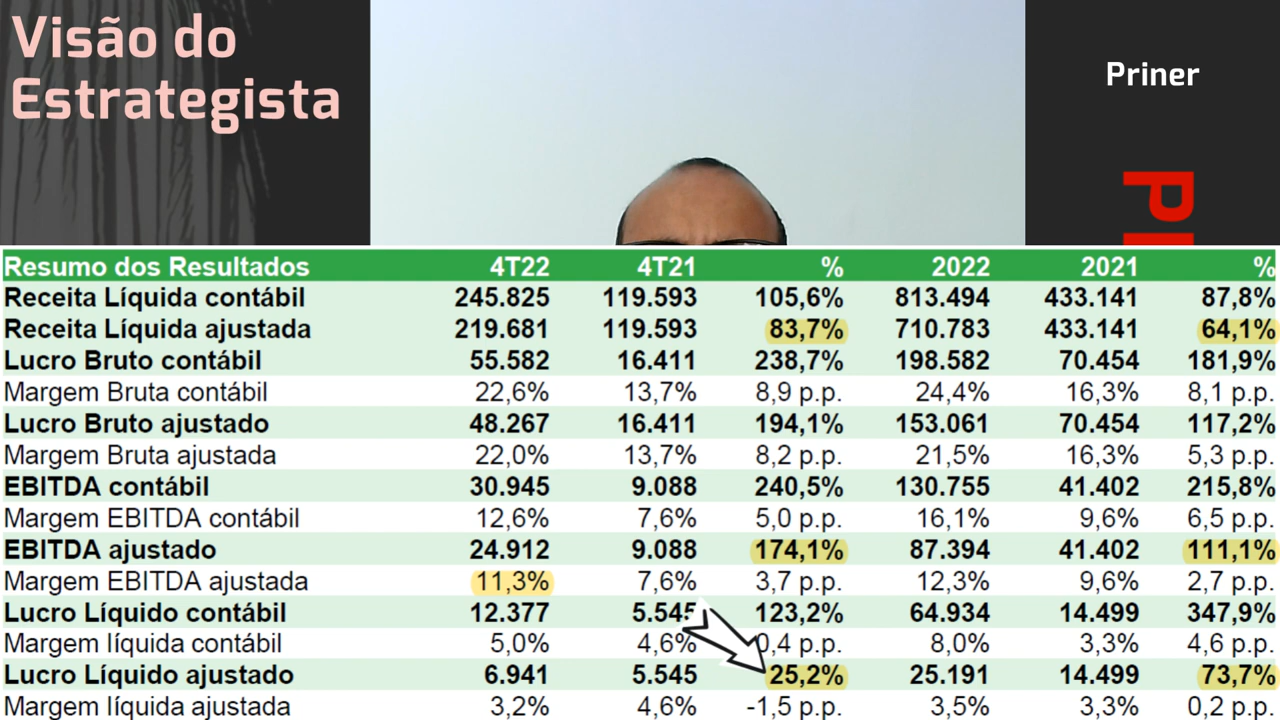 Visão do
Estrategista
Priner
PI
Resumo dos Resultados 4T22 4T21 % 2022 2021 %
Receita Líquida contábil 245.825 119.593 105,6% 813.494 433.141 87,8%
Receita Líquida ajustada 219.681 119.593 83,7% 710.783 433.141 64,1%
Lucro Bruto contábil 55.582 16.411 238,7% 198.582 70.454 181,9%
Margem Bruta contábil 22,6% 13,7% 8,9 p.p. 24,4% 16,3% 8,1 p.p.
Lucro Bruto ajustado 48.267 16.411 194,1% 153.061 70.454 117,2%
Margem Bruta ajustada 22,0% 13,7% 8,2 p.p. 21,5% 16,3% 5,3 p.p.
EBITDA contábil 30.945 9.088 240,5% 130.755 41.402 215,8%
Margem EBITDA contábil 12,6% 7,6% 5,0 p.p. 16,1% 9,6% 6,5 p.p.
EBITDA ajustado 24.912 9.088 174,1% 87.394 41.402 111,1%
Margem EBITDA ajustada 11,3% 7,6% 3,7 p.p. 12,3% 9,6% 2,7 p.p.
Lucro Líquido contábil 12.377 5.545 123,2% 64.934 14.499 347,9%
Margem líquida contábil 5,0% 4,6% 0,4 p.p. 8,0% 3,3% 4,6 p.p.
Lucro Líquido ajustado 6.941 5.545 25,2% 25.191 14.499 73,7%
Margem líquida ajustada 3,2% 4,6% -1,5 p.p. 3,5% 3,3% 0,2 p.p.